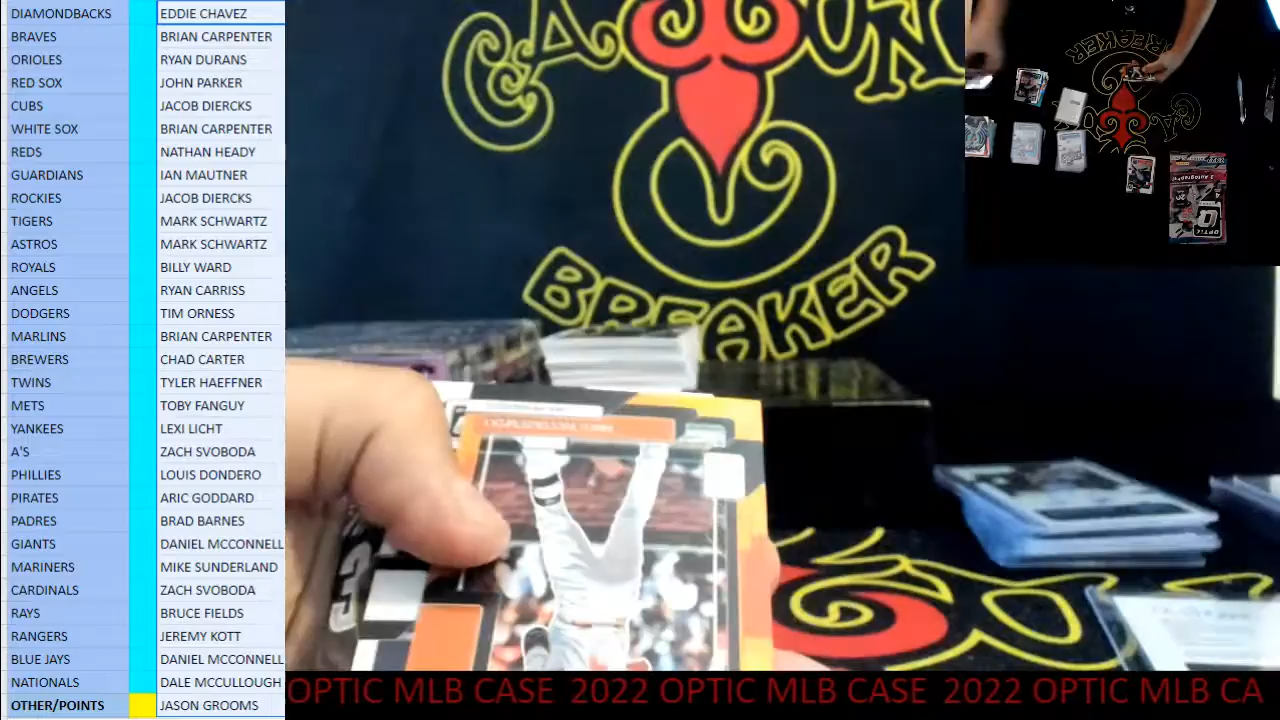 DIAMONDBACKS EDDIE CHAVEZ
BRAVES BRIAN CARPENTER
ORIOLES RYAN DURANS
RED SOX JOHN PARKER
CUBS JACOB DIERCKS
WHITE SOX BRIAN CARPENTER
REDS NATHAN HEADY
GUARDIANS IAN MAUTNER
ROCKIES JACOB DIERCKS
TIGERS MARK SCHWARTZ
ASTROS MARK SCHWARTZ
ROYALS BILLY WARD
ANGELS RYAN CARRISS
DODGERS TIM ORNESS
MARLINS BRIAN CARPENTER
BREWERS CHAD CARTER
TWINS TYLER HAEFFNER
METS TOBY FANGUY
YANKEES LEXI LICHT
A'S ZACH SVOBODA
PHILLIES LOUIS DONDERO
PIRATES ARIC GODDARD
PADRES BRAD BARNES
GIANTS DANIEL MCCONNELL
MARINERS MIKE SUNDERLAND
CARDINALS ZACH SVOBODA
RAYS BRUCE FIELDS
RANGERS JEREMY KOTT
BLUE JAYS DANIEL MCCONNELL
NATIONALS DALE MCCULLOUGH
OTHER/POINTS JASON GROOMS
CAJUN
BREAKER
BREAKER
OPTIC
OPTIC MLB CASE 2022 OPTIC MLB CASE 2022 OPTIC MLB CA